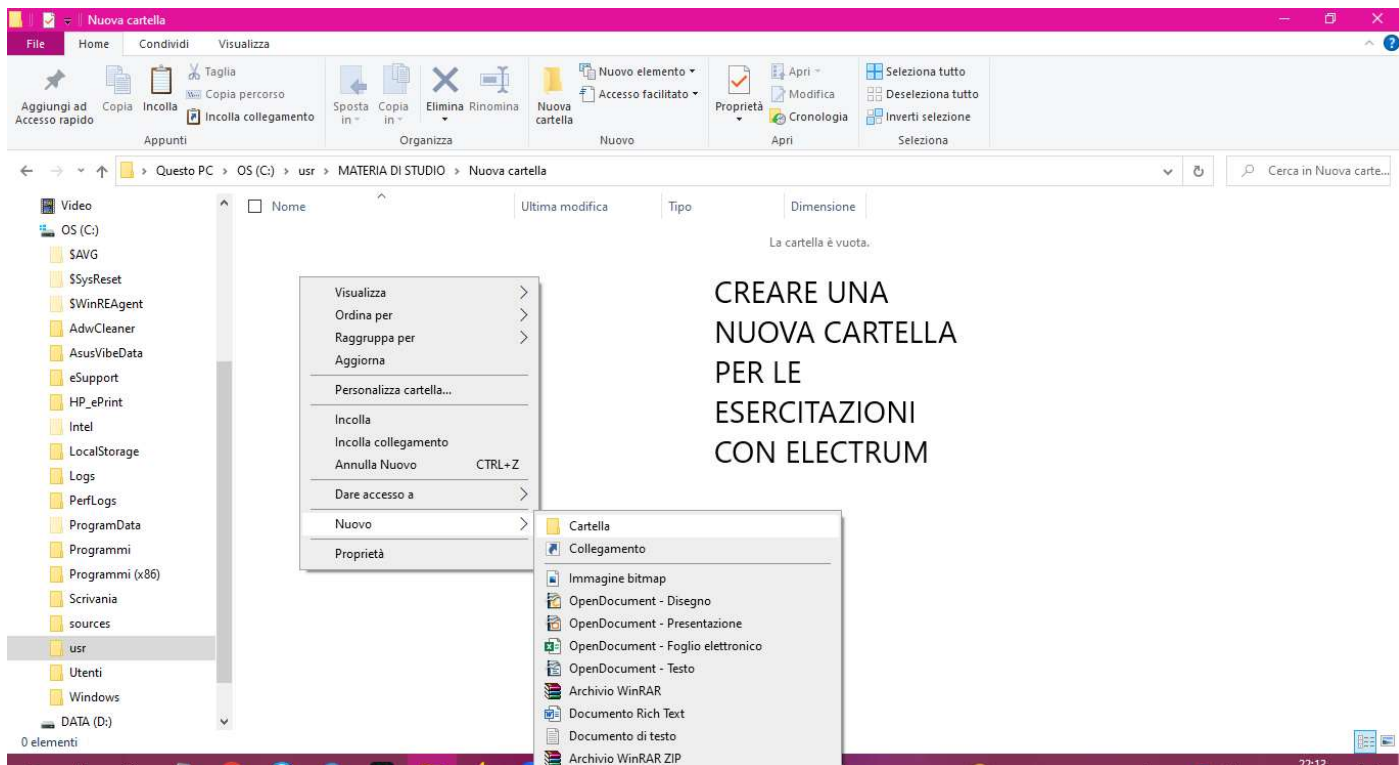 Nuova cartella
File Home Condividi Visualizza
Aggiungi ad
Accesso rapido
Copia
Incolla
Taglia
Copia percorso
Incolla collegamento
Appunti
Sposta
in
Copia
in
Elimina
Rinomina
Organizza
Nuova
cartella
Nuovo elemento
Accesso facilitato
Nuovo
Proprietà
Apri
Modifica
Cronologia
Apri
Seleziona tutto
Deseleziona tutto
Inverti selezione
Seleziona
Questo PC > OS (C:) > usr > MATERIA DI STUDIO > Nuova cartella
Cerca in Nuova carte...
Video
OS (C:)
$AVG
$SysReset
$WinREAgent
AdwCleaner
AsusVibeData
eSupport
HP_ePrint
Intel
LocalStorage
Logs
PerfLogs
ProgramData
Programmi
Programmi (x86)
Scrivania
sources
usr
Utenti
Windows
DATA (D:)
0 elementi
Nome Ultima modifica Tipo Dimensione
La cartella è vuota.
Visualizza
Ordina per
Raggruppa per
Aggiorna
Personalizza cartella...
Incolla
Incolla collegamento
Annulla Nuovo CTRL+Z
Dare accesso a
Nuovo
Proprietà
Cartella
Collegamento
Immagine bitmap
OpenDocument - Disegno
OpenDocument - Presentazione
OpenDocument - Foglio elettronico
OpenDocument - Testo
Archivio WinRAR
Documento Rich Text
Documento di testo
Archivio WinRAR ZIP
CREARE UNA
NUOVA CARTELLA
PER LE
ESERCITAZIONI
CON ELECTRUM